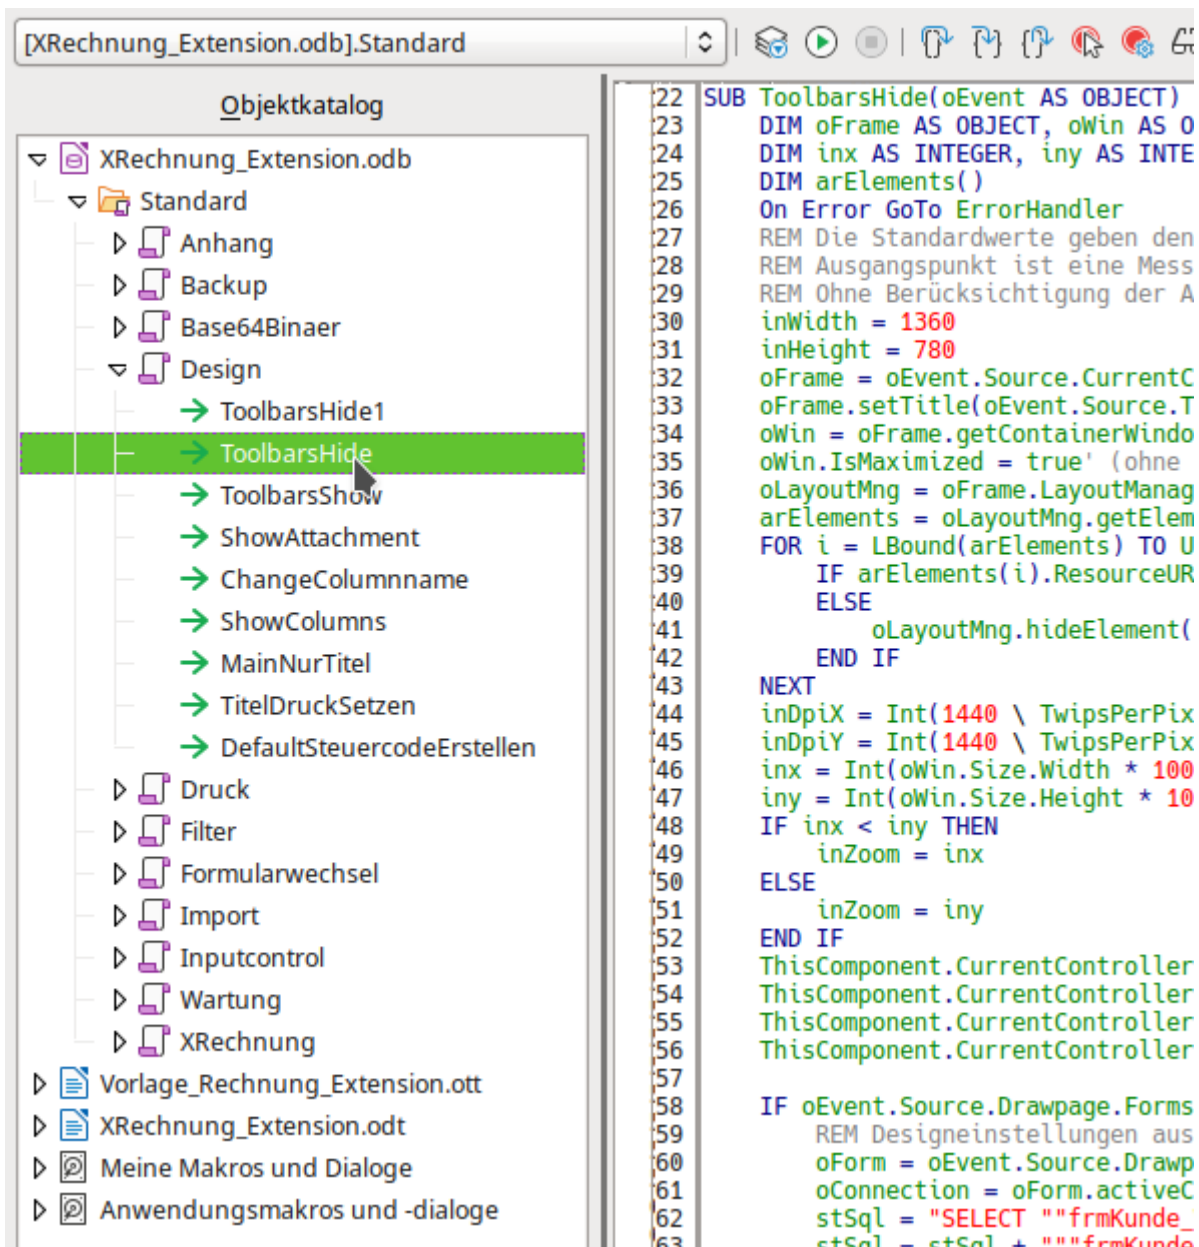 [XRechnung_Extension.odb].Standard
Objektkatalog
XRechnung_Extension.odb
Standard
Anhang
Backup
Base64Binaer
Design
ToolbarsHide1
ToolbarsHide
ToolbarsShow
ShowAttachment
ChangeColumnname
ShowColumns
MainNurTitel
TitelDruckSetzen
DefaultSteuercodeErstellen
Druck
Filter
Formularwechsel
Import
Inputcontrol
Wartung
XRechnung
Vorlage_Rechnung_Extension.ott
XRechnung_Extension.odt
Meine Makros und Dialoge
Anwendungsmakros und -dialoge
22 SUB ToolbarsHide(oEvent AS OBJECT)
23 DIM oFrame AS OBJECT, oWin AS O
24 DIM inx AS INTEGER, iny AS INTE
25 DIM arElements()
26 On Error GoTo ErrorHandler
27 REM Die Standardwerte geben den
28 REM Ausgangspunkt ist eine Mess
29 REM Ohne Berücksichtigung der A
30 inWidth = 1360
31 inHeight = 780
32 oFrame = oEvent.Source.CurrentC
33 oFrame.setTitle(oEvent.Source.T
34 oWin = oFrame.getContainerWindo
35 oWin.IsMaximized = true' (ohne
36 oLayoutMng = oFrame.LayoutManag
37 arElements = oLayoutMng.getElem
38 FOR i = LBound(arElements) TO U
39 IF arElements(i).ResourceUR
40 ELSE
41 oLayoutMng.hideElement(
42 END IF
43 NEXT
44 inDpiX = Int(1440 \ TwipsPerPix
45 inDpiY = Int(1440 \ TwipsPerPix
46 inx = Int(oWin.Size.Width * 100
47 iny = Int(oWin.Size.Height * 10
48 IF inx < iny THEN
49 inZoom = inx
50 ELSE
51 inZoom = iny
52 END IF
53 ThisComponent.CurrentController
54 ThisComponent.CurrentController
55 ThisComponent.CurrentController
56 ThisComponent.CurrentController
57
58 IF oEvent.Source.Drawpage.Forms
59 REM Designeinstellungen aus
60 oForm = oEvent.Source.Drawp
61 oConnection = oForm.activeC
62 stSql = "SELECT ""frmKunde_
63 stSql = stSql + """frmKunde